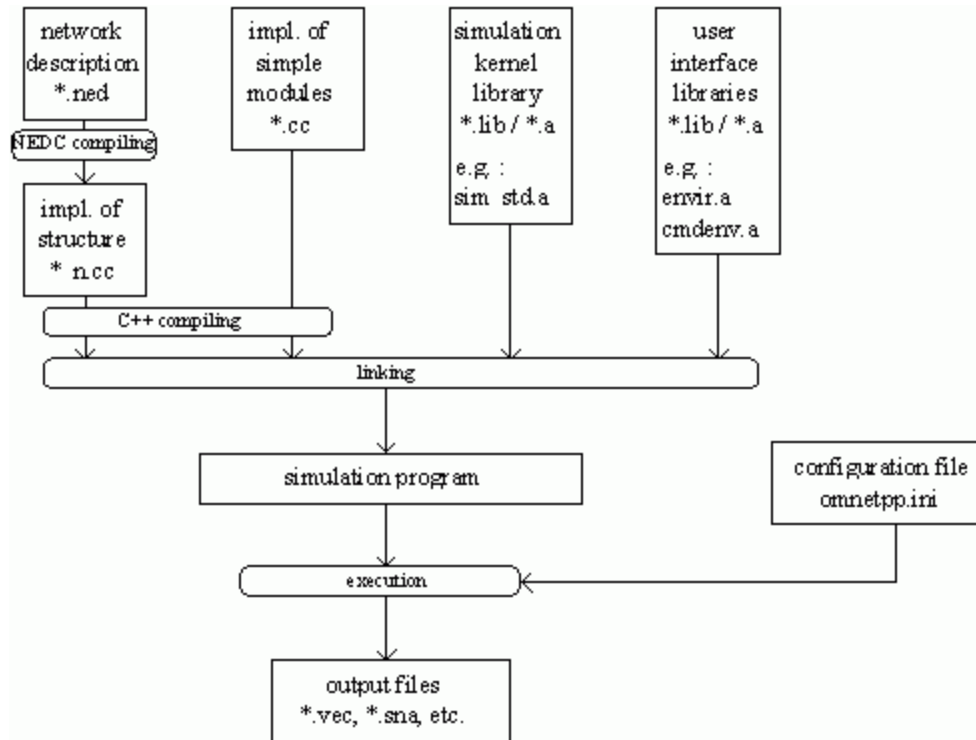 network
description
*.ned
impl. of
simple
modules
*.cc
simulation
kernel
library
*.lib / *.a
e.g. :
sim std.a
user
interface
libraries
*.lib / *.a
e.g. :
envir.a
cmdenv.a
NEDC compiling
impl. of
structure
* n.cc
C++ compiling
linking
simulation program
configuration file
omnetpp.ini
execution
output files
*.vec, *.sna, etc.